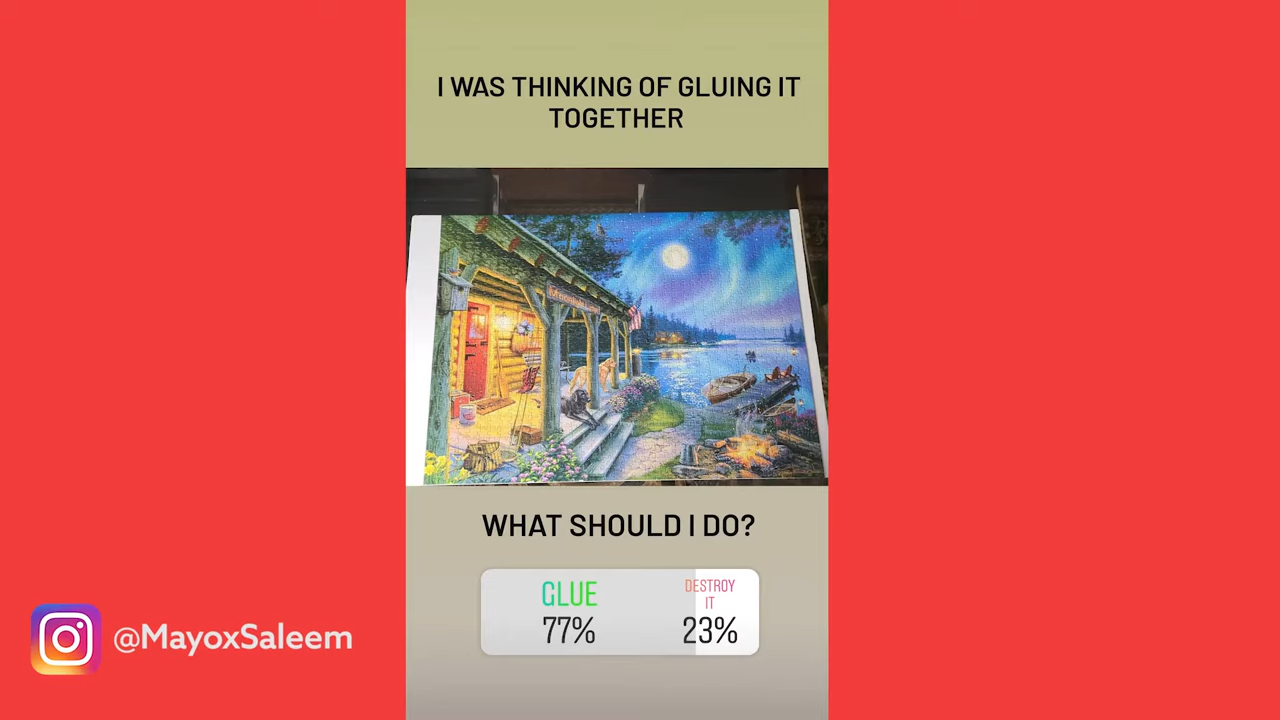 I WAS THINKING OF GLUING IT
TOGETHER
WHAT SHOULD I DO?
GLUE
77%
DESTROY
IT
23%
@MayoxSaleem